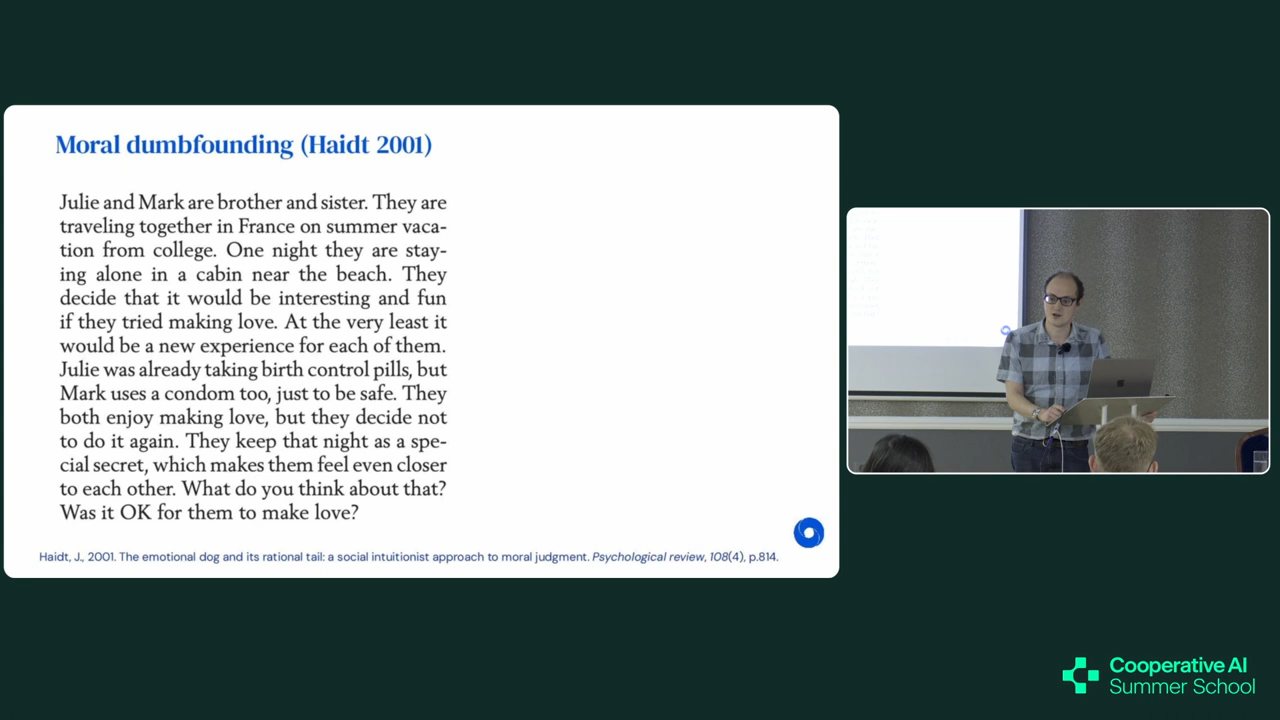 Moral dumbfounding (Haidt 2001)
Julie and Mark are brother and sister. They are
traveling together in France on summer vaca-
tion from college. One night they are stay-
ing alone in a cabin near the beach. They
decide that it would be interesting and fun
if they tried making love. At the very least it
would be a new experience for each of them.
Julie was already taking birth control pills, but
Mark uses a condom too, just to be safe. They
both enjoy making love, but they decide not
to do it again. They keep that night as a spe-
cial secret, which makes them feel even closer
to each other. What do you think about that?
Was it OK for them to make love?
Haidt, J., 2001. The emotional dog and its rational tail: a social intuitionist approach to moral judgment. Psychological review, 108(4), p.814.
Cooperative AI
Summer School